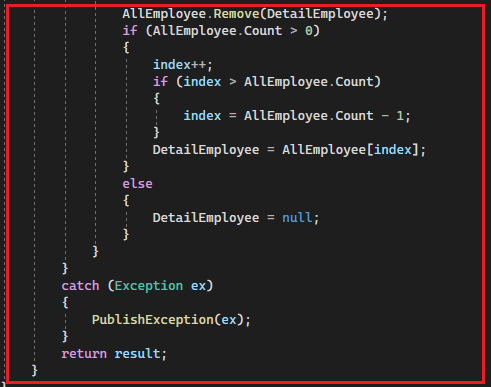 AllEmployee.Remove(DetailEmployee);
if (AllEmployee.Count > 0)
{
index++;
if (index > AllEmployee.Count)
{
index = AllEmployee.Count - 1;
}
DetailEmployee = AllEmployee[index];
}
else
{
DetailEmployee = null;
}
}
}
catch (Exception ex)
{
PublishException(ex);
}
return result;
}